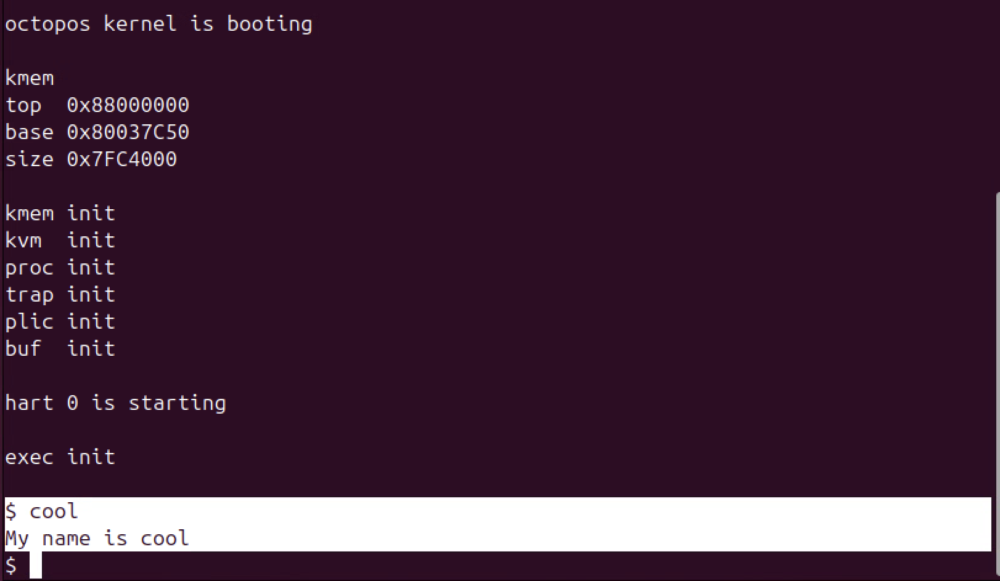 octopos kernel is booting
kmem
top  0x88000000
base 0x80037C50
size 0x7FC4000
kmem init
kvm  init
proc init
trap init
plic init
buf  init
hart 0 is starting
exec init
$ cool
My name is cool
$